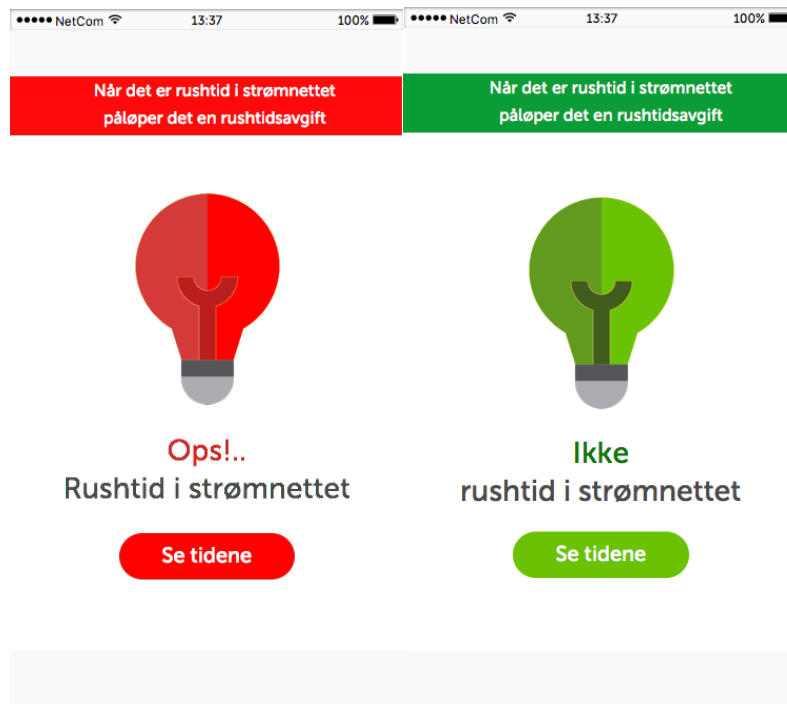 NetCom 13:37 100%
Når det er rushtid i strømnettet
påløper det en rushtidsavgift
Ops!..
Rushtid i strømnettet
Se tidene
NetCom 13:37 100%
Når det er rushtid i strømnettet
påløper det en rushtidsavgift
Ikke
rushtid i strømnettet
Se tidene